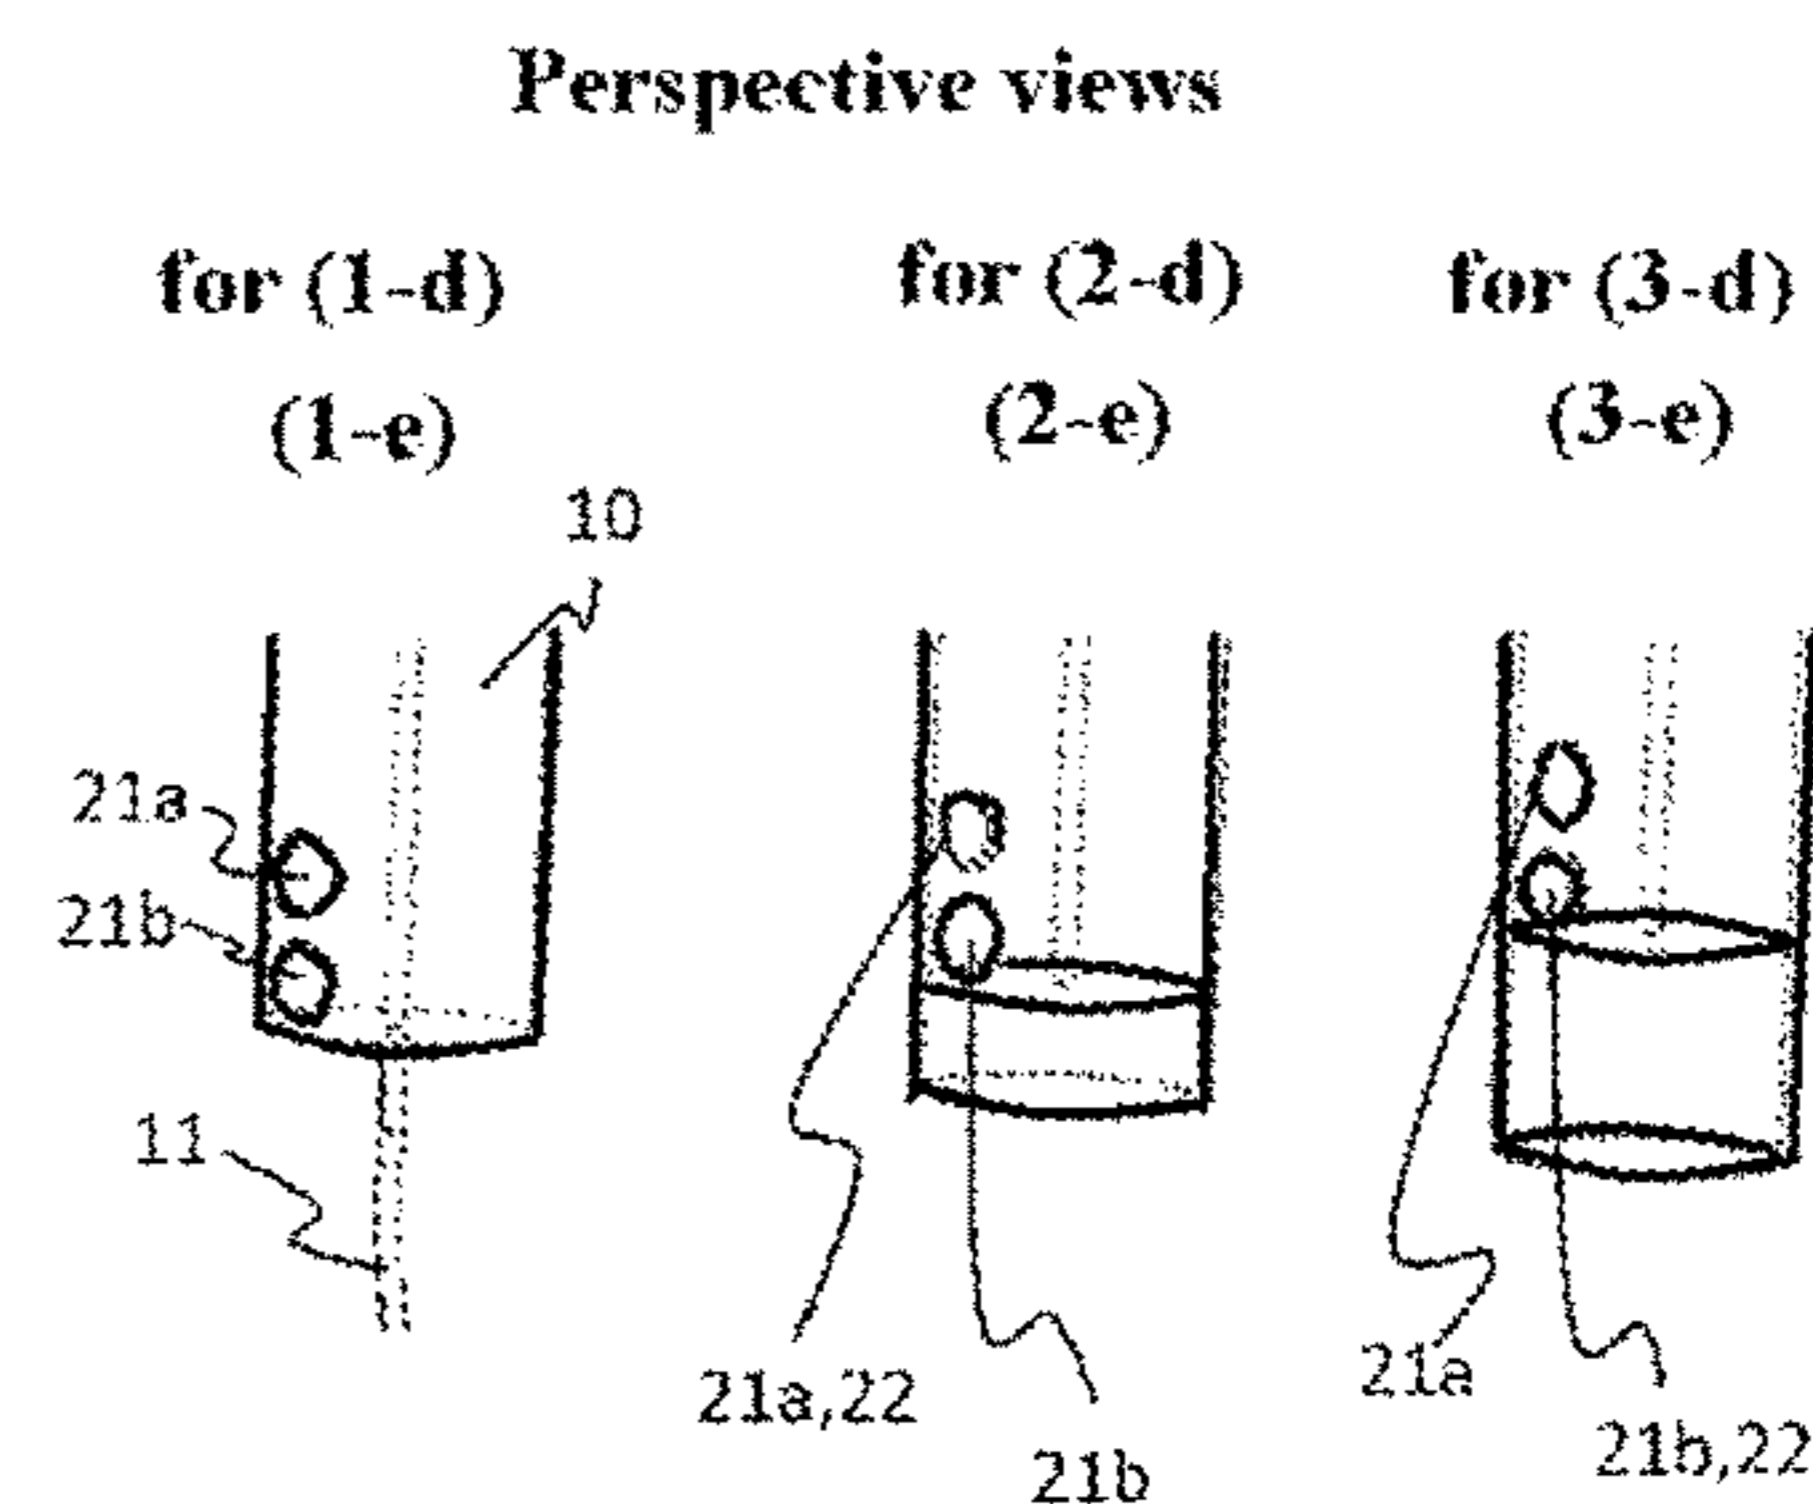 Perspective views
for (1-d) for (2-d) for (3-d)
(1-e) (2-e) (3-e)
10
21a
21b
11
21a,22
21b
21a
21b,22